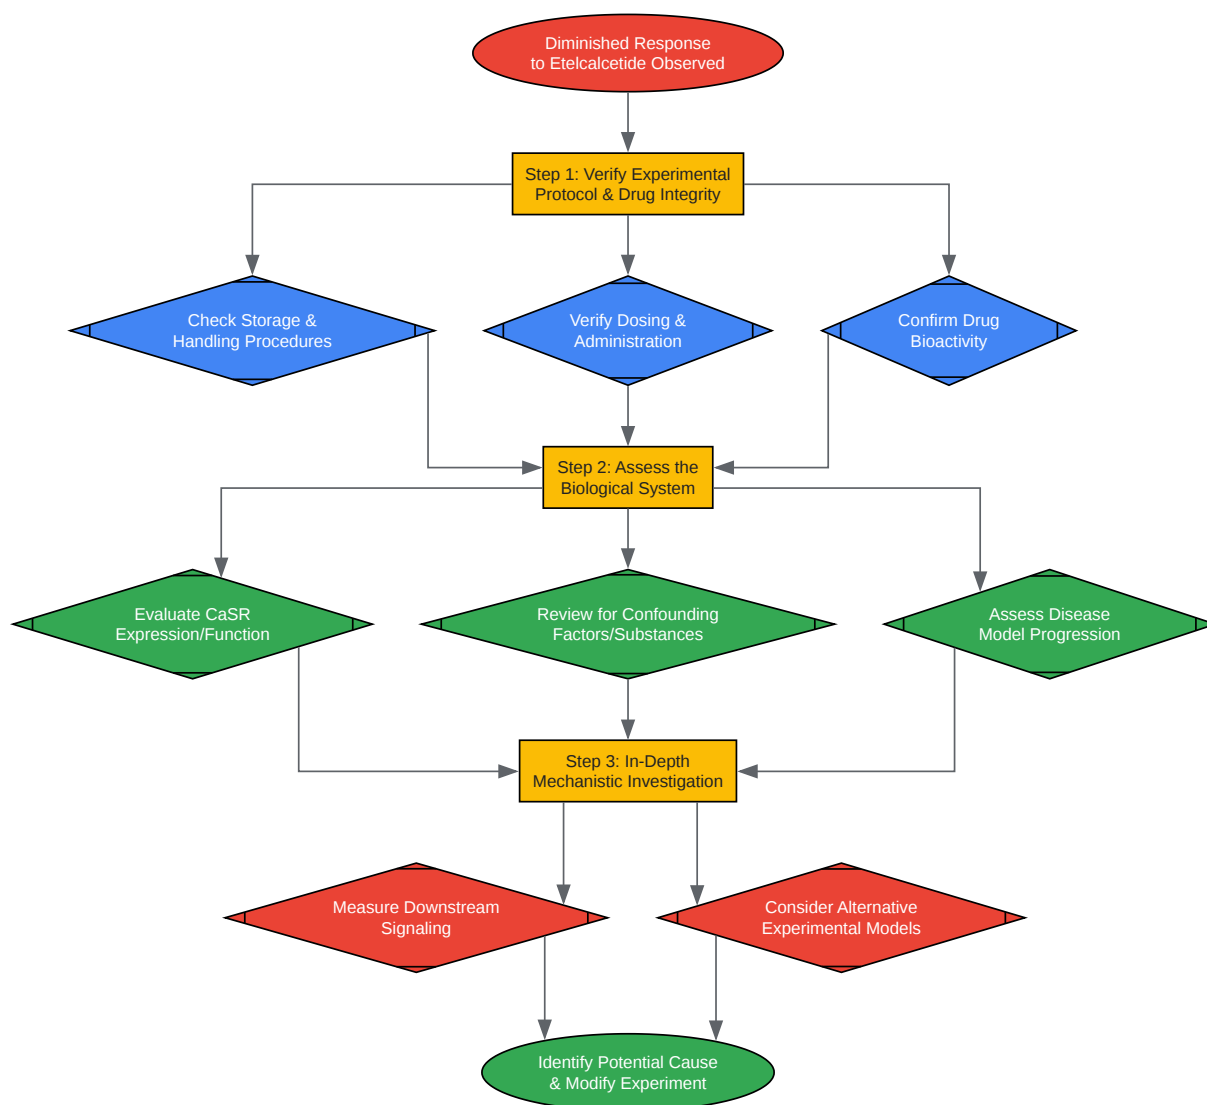 Diminished Response
to Etelcalcetide Observed
Step 1: Verify Experimental
Protocol & Drug Integrity
Check Storage &
Handling Procedures
Verify Dosing &
Administration
Confirm Drug
Bioactivity
Step 2: Assess the
Biological System
Evaluate CaSR
Expression/Function
Review for Confounding
Factors/Substances
Assess Disease
Model Progression
Step 3: In-Depth
Mechanistic Investigation
Measure Downstream
Signaling
Consider Alternative
Experimental Models
Identify Potential Cause
& Modify Experiment